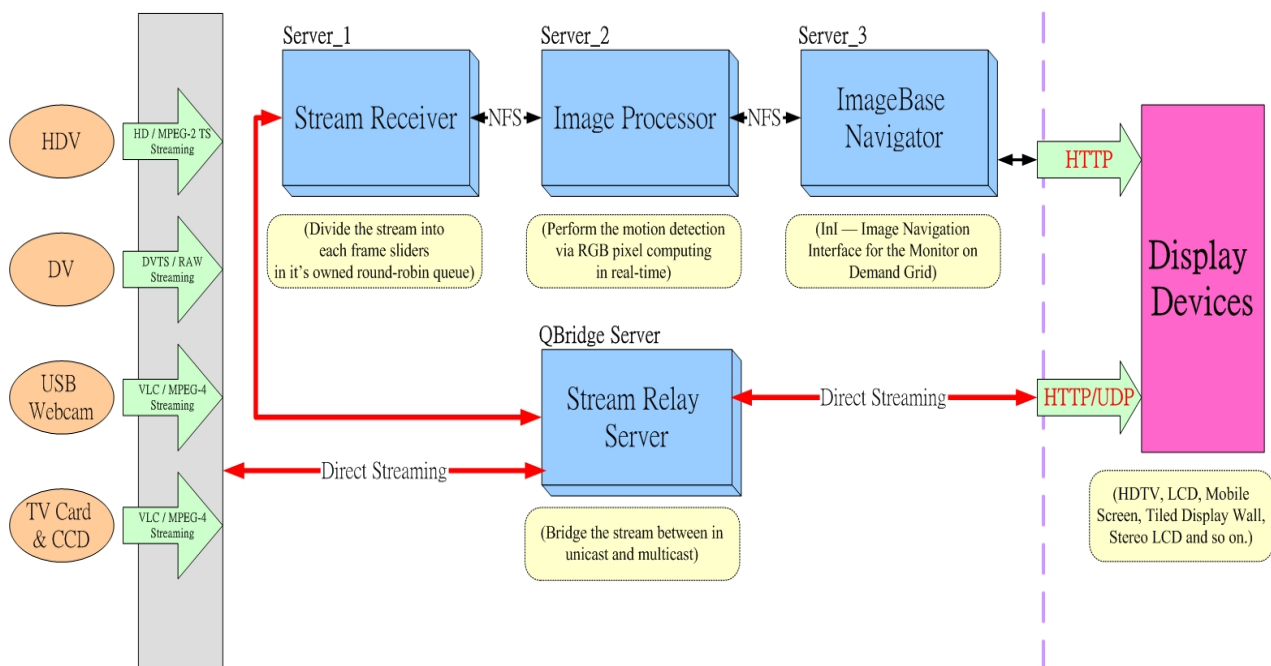 Server_1
Server_2
Server_3
HDV
HD / MPEG-2 TS
Streaming
Stream Receiver
NFS
Image Processor
NFS
ImageBase
Navigator
HTTP
(Divide the stream into
each frame sliders
in it's owned round-robin queue)
(Perform the motion detection
via RGB pixel computing
in real-time)
(InI — Image Navigation
Interface for the Monitor on
Demand Grid)
DV
DVTS / RAW
Streaming
Display
Devices
QBridge Server
USB
Webcam
VLC / MPEG-4
Streaming
Stream Relay
Server
Direct Streaming
HTTP/UDP
Direct Streaming
TV Card
& CCD
VLC / MPEG-4
Streaming
(Bridge the stream between in
unicast and multicast)
(HDTV, LCD, Mobile
Screen, Tiled Display Wall,
Stereo LCD and so on.)